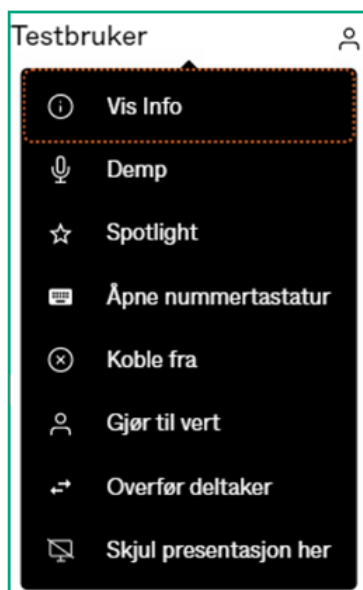 Testbruker
Vis Info
Demp
Spotlight
Åpne nummertastatur
Koble fra
Gjør til vert
Overfør deltaker
Skjul presentasjon her